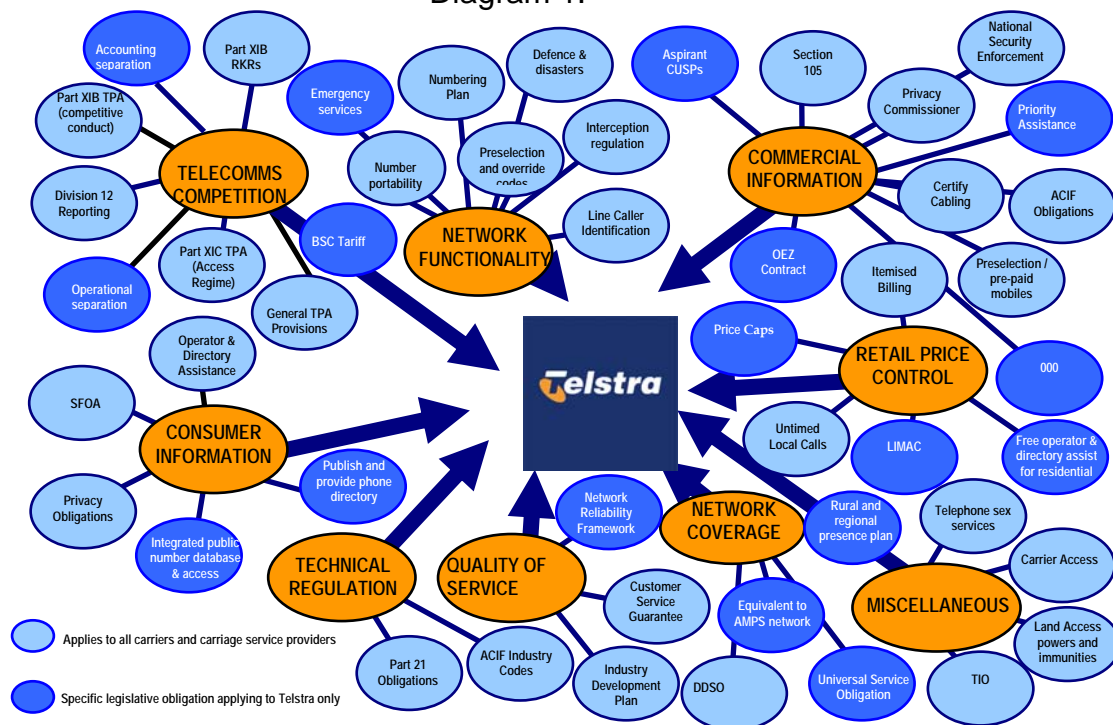 Diagram 1.
Accounting
separation
Part XIB
RKRs
Part XIB TPA
(competitive
conduct)
TELECOMMS
COMPETITION
Division 12
Reporting
Operational
separation
Part XIC TPA
(Access
Regime)
General TPA
Provisions
BSC Tariff
Emergency
services
Numbering
Plan
Defence &
disasters
Number
portability
Preselection
and override
codes
Interception
regulation
Line Caller
Identification
NETWORK
FUNCTIONALITY
Aspirant
CUSPs
Section
105
National
Security
Enforcement
Privacy
Commissioner
Priority
Assistance
COMMERCIAL
INFORMATION
Certify
Cabling
ACIF
Obligations
OEZ
Contract
Itemised
Billing
Preselection /
pre-paid
mobiles
Price Caps
RETAIL PRICE
CONTROL
000
Untimed
Local Calls
LIMAC
Free operator &
directory assist
for residential
Telstra
Operator &
Directory
Assistance
SFOA
CONSUMER
INFORMATION
Privacy
Obligations
Integrated public
number database
& access
Publish and
provide phone
directory
TECHNICAL
REGULATION
Part 21
Obligations
ACIF Industry
Codes
QUALITY OF
SERVICE
Network
Reliability
Framework
Customer
Service
Guarantee
Industry
Development
Plan
NETWORK
COVERAGE
DDSO
Equivalent to
AMPS network
Universal Service
Obligation
Rural and
regional
presence plan
Telephone sex
services
Carrier Access
MISCELLANEOUS
Land Access
powers and
immunities
TIO
Applies to all carriers and carriage service providers
Specific legislative obligation applying to Telstra only